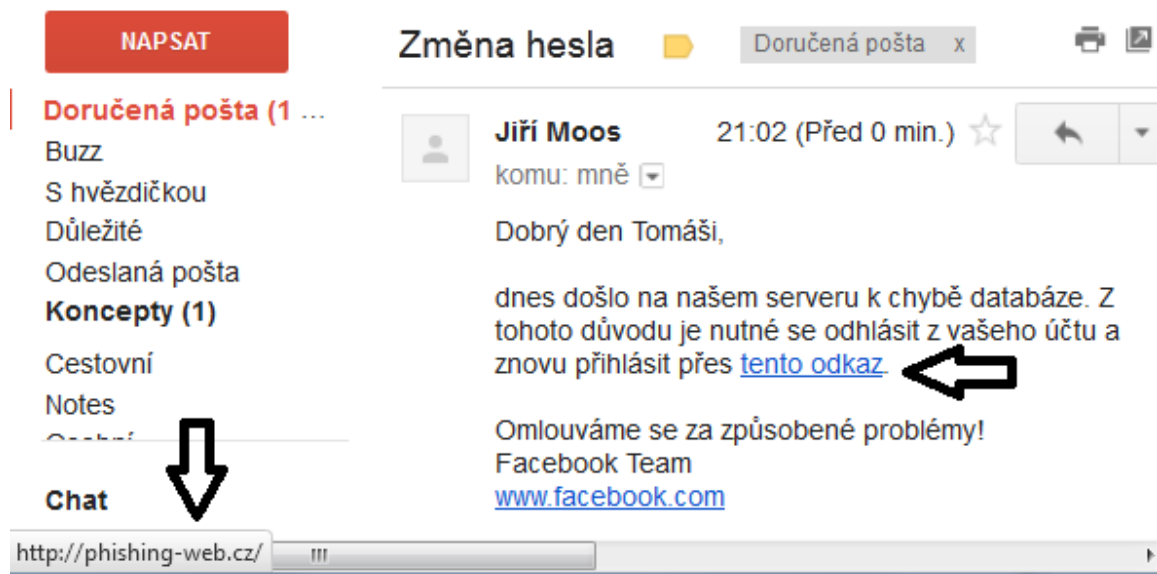 NAPSAT
Změna hesla
Doručená pošta x
Doručená pošta (1 ...
Buzz
S hvězdičkou
Důležité
Odeslaná pošta
Koncepty (1)
Cestovní
Notes
Chat
http://phishing-web.cz/
Jiří Moos 21:02 (Před 0 min.)
komu: mně
Dobrý den Tomáši,
dnes došlo na našem serveru k chybě databáze. Z
tohoto důvodu je nutné se odhlásit z vašeho účtu a
znovu přihlásit přes tento odkaz.
Omlouváme se za způsobené problémy!
Facebook Team
www.facebook.com